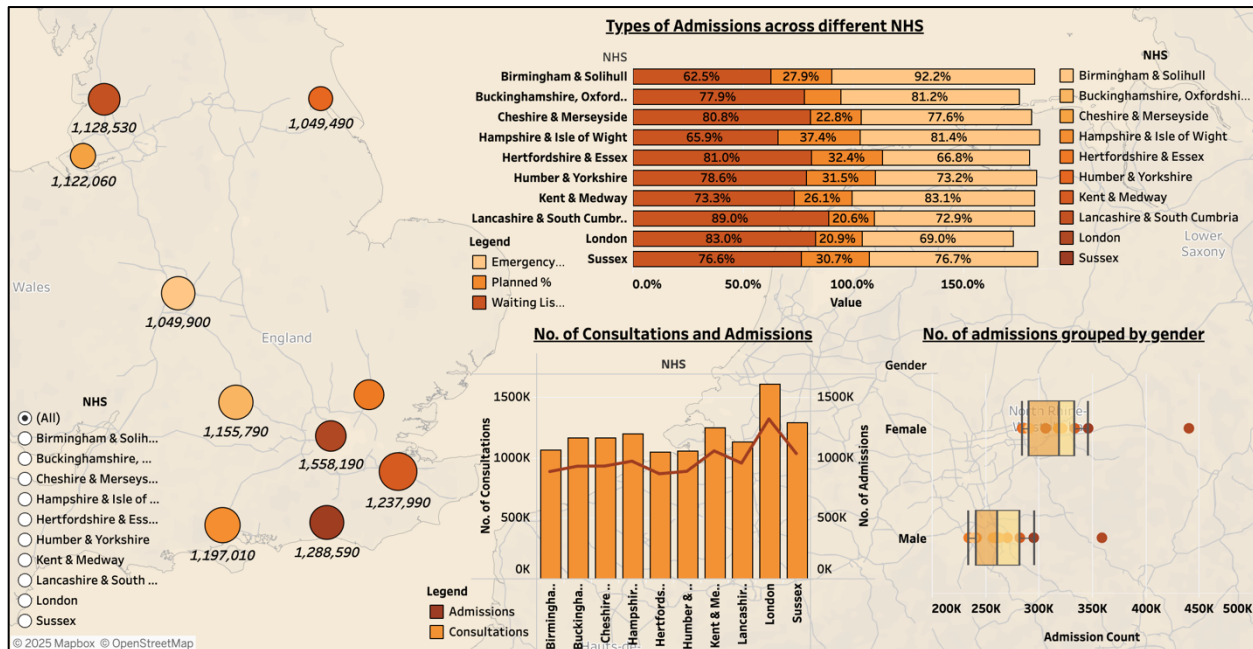 Types of Admissions across different NHS
NHS
Birmingham & Solihull 62.5% 27.9% 92.2%
Buckinghamshire, Oxford.. 77.9% 81.2%
Cheshire & Merseyside 80.8% 22.8% 77.6%
Hampshire & Isle of Wight 65.9% 37.4% 81.4%
Hertfordshire & Essex 81.0% 32.4% 66.8%
Humber & Yorkshire 78.6% 31.5% 73.2%
Kent & Medway 73.3% 26.1% 83.1%
Lancashire & South Cumbr.. 89.0% 20.6% 72.9%
London 83.0% 20.9% 69.0%
Sussex 76.6% 30.7% 76.7%
0.0% 50.0% 100.0% 150.0%
Value
Legend
Emergency...
Planned %
Waiting Lis...
NHS
Birmingham & Solihull
Buckinghamshire, Oxfordshi...
Cheshire & Merseyside
Hampshire & Isle of Wight
Hertfordshire & Essex
Humber & Yorkshire
Kent & Medway
Lancashire & South Cumbria
London
Sussex
Lower
Saxony
1,128,530
1,049,490
1,122,060
Wales
1,049,900
England
1,155,790
1,558,190
1,237,990
1,197,010
1,288,590
NHS
(All)
Birmingham & Solih...
Buckinghamshire, ...
Cheshire & Merseys...
Hampshire & Isle of ...
Hertfordshire & Ess...
Humber & Yorkshire
Kent & Medway
Lancashire & South ...
London
Sussex
© 2025 Mapbox © OpenStreetMap
No. of Consultations and Admissions
NHS
1500K 1500K
1000K 1000K
500K 500K
0K 0K
No. of Consultations
No. of Admissions
Birmingha..
Buckingha..
Cheshire ..
Hampshir..
Hertfords..
Humber & ..
Kent & Me..
Lancashir..
London
Sussex
Legend
Admissions
Consultations
Hauts-de-
No. of admissions grouped by gender
Gender
North Rhine-
Female
Male
200K 250K 300K 350K 400K 450K 500K
Admission Count